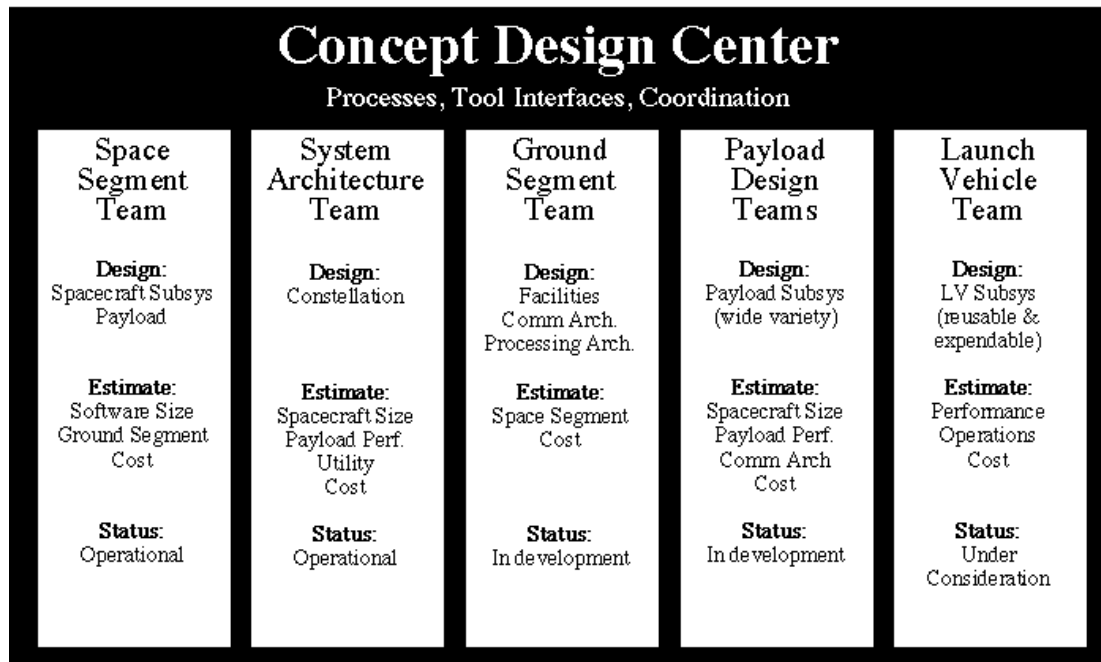 Concept Design Center
Processes, Tool Interfaces, Coordination
Space
Segment
Team
Design:
Spacecraft Subsys
Payload
Estimate:
Software Size
Ground Segment
Cost
Status:
Operational
System
Architecture
Team
Design:
Constellation
Estimate:
Spacecraft Size
Payload Perf.
Utility
Cost
Status:
Operational
Ground
Segment
Team
Design:
Facilities
Comm Arch.
Processing Arch.
Estimate:
Space Segment
Cost
Status:
In development
Payload
Design
Teams
Design:
Payload Subsys
(wide variety)
Estimate:
Spacecraft Size
Payload Perf.
Comm Arch
Cost
Status:
In development
Launch
Vehicle
Team
Design:
LV Subsys
(reusable &
expendable)
Estimate:
Performance
Operations
Cost
Status:
Under
Consideration